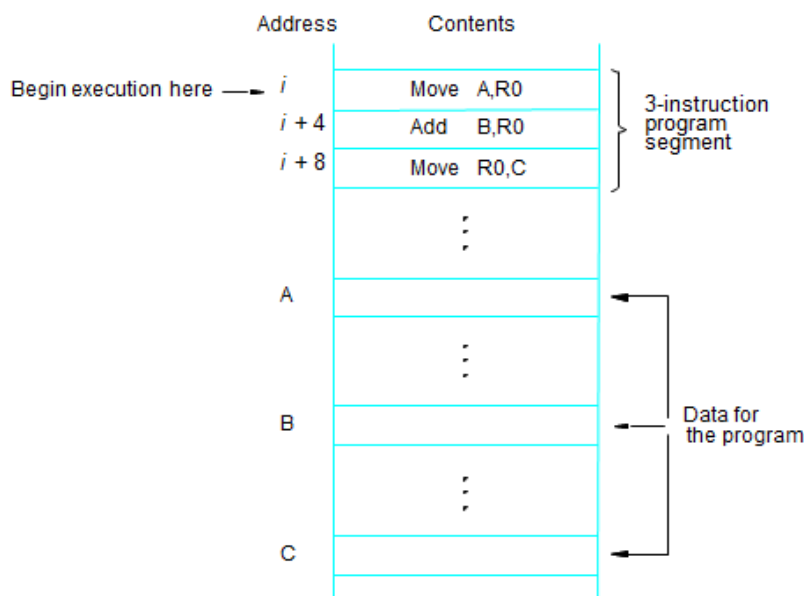 Address Contents
Begin execution here i Move A,R0
i + 4 Add B,R0
i + 8 Move R0,C
3-instruction
program
segment
A
B
C
Data for
the program